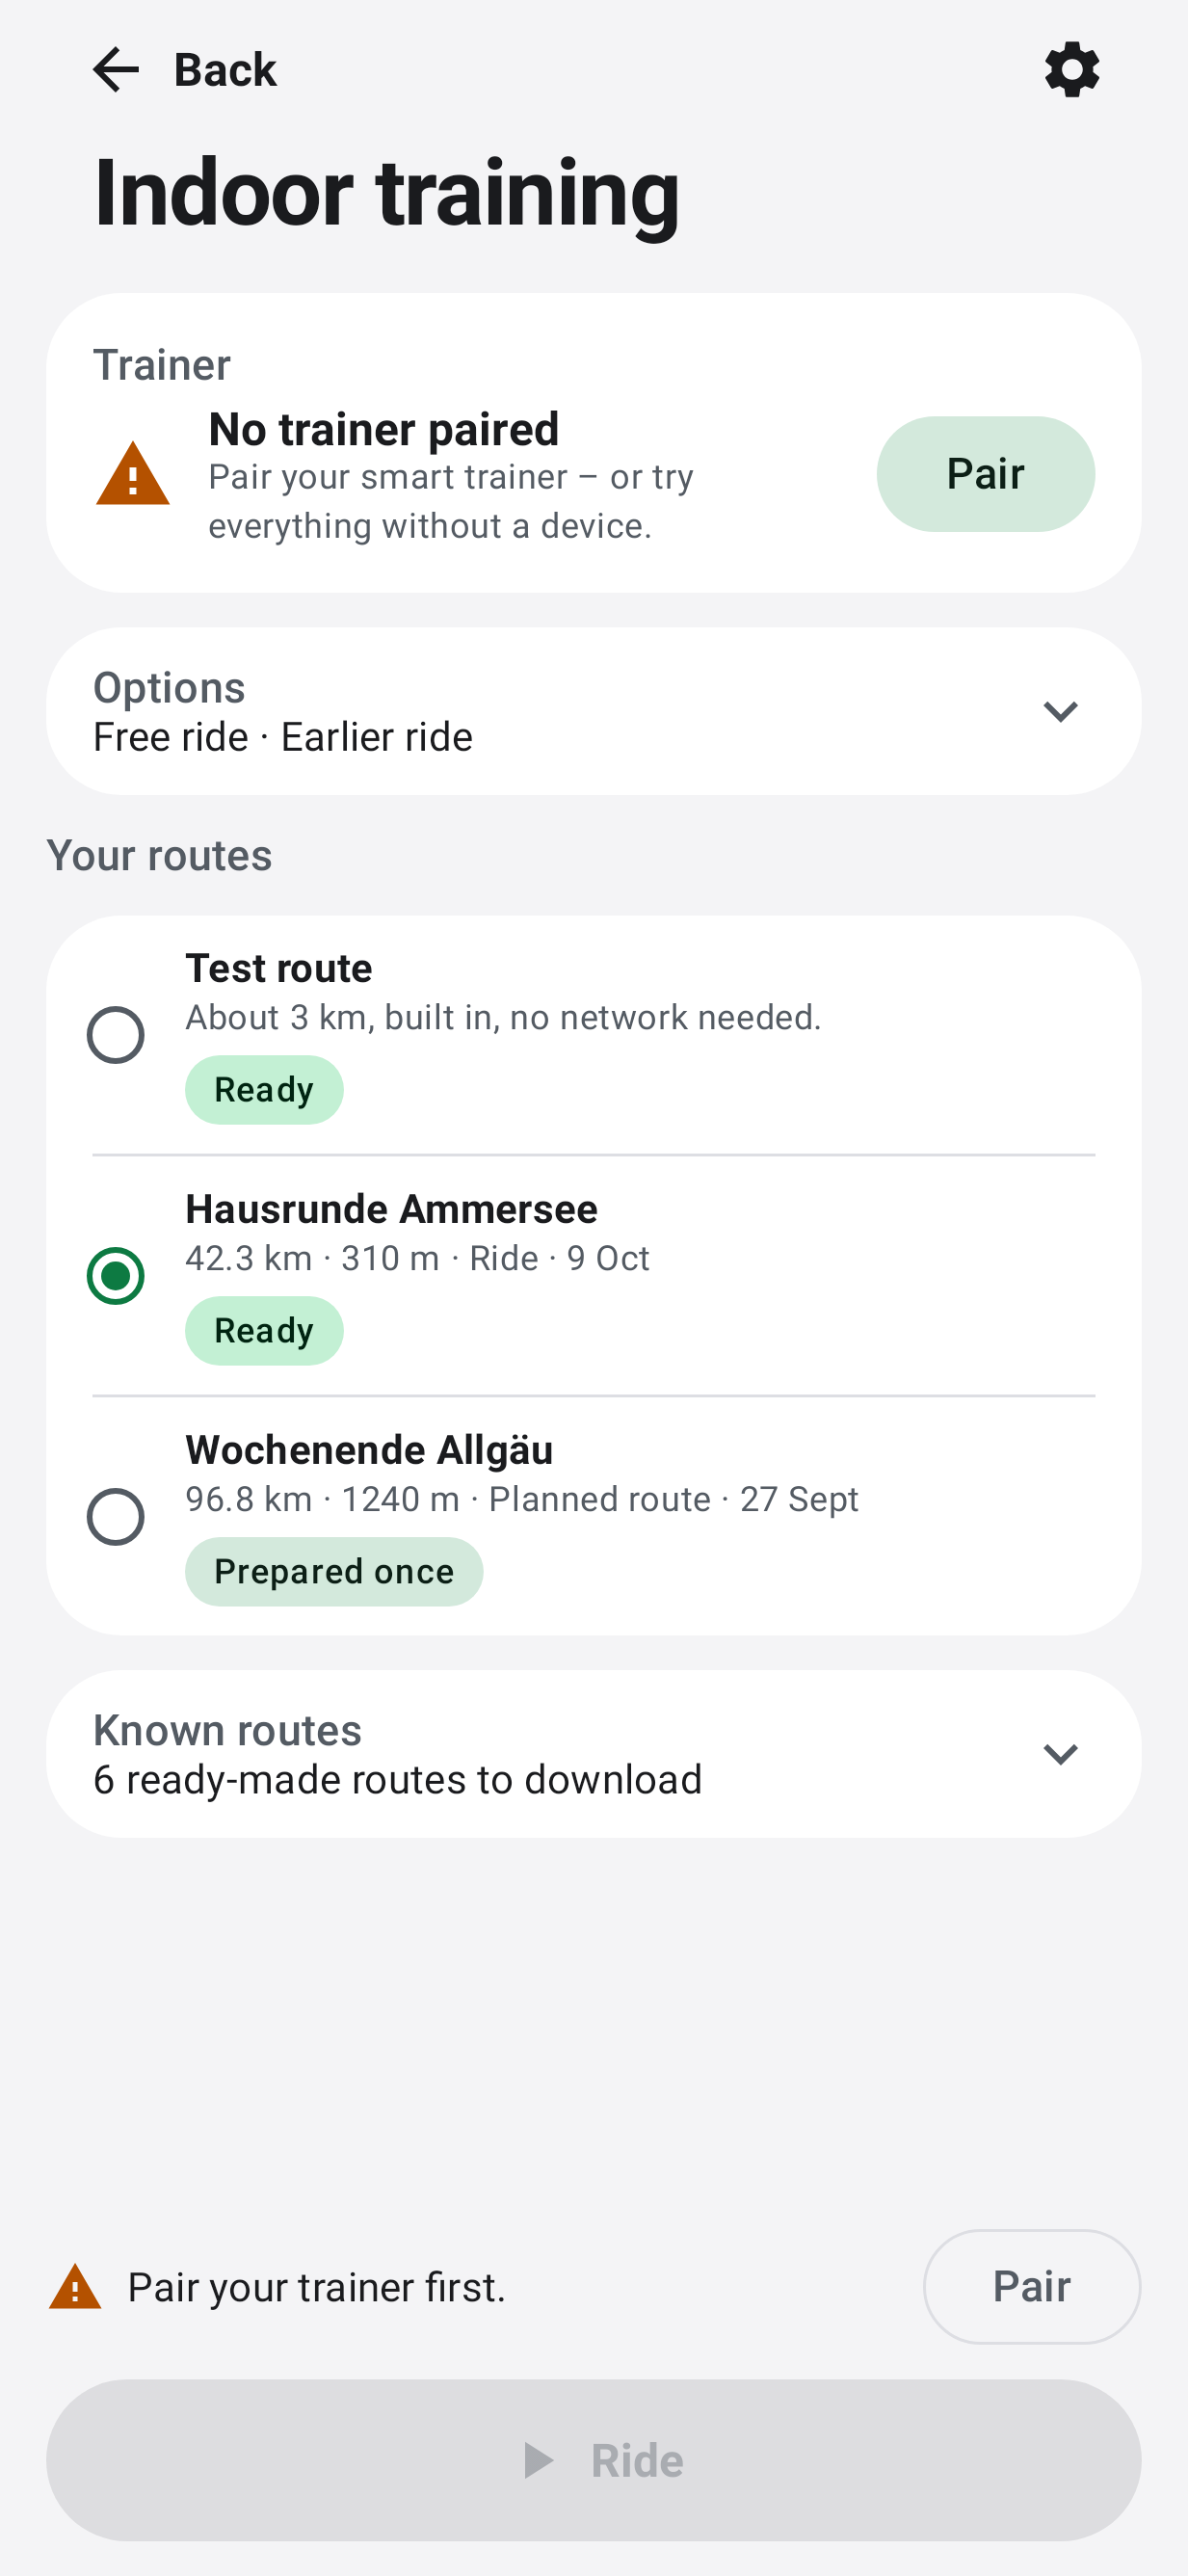 Back
Indoor training
Trainer
No trainer paired
Pair your smart trainer – or try
everything without a device.
Pair
Options
Free ride · Earlier ride
Your routes
Test route
About 3 km, built in, no network needed.
Ready
Hausrunde Ammersee
42.3 km · 310 m · Ride · 9 Oct
Ready
Wochenende Allgäu
96.8 km · 1240 m · Planned route · 27 Sept
Prepared once
Known routes
6 ready-made routes to download
Pair your trainer first.
Pair
Ride